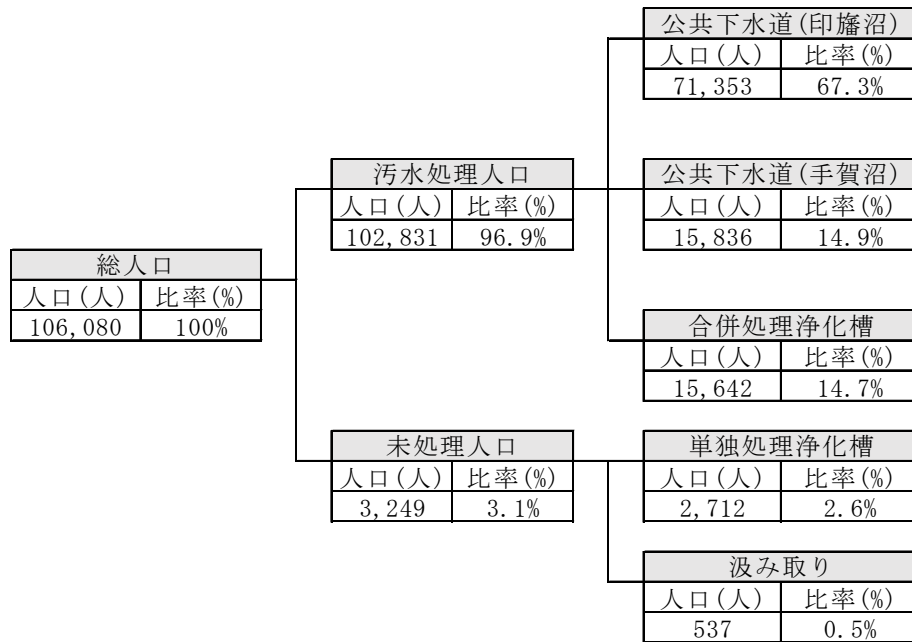 公共下水道(印旛沼)
人口(人) 比率(%)
71,353 67.3%
汚水処理人口
人口(人) 比率(%)
102,831 96.9%
公共下水道(手賀沼)
人口(人) 比率(%)
15,836 14.9%
総人口
人口(人) 比率(%)
106,080 100%
合併処理浄化槽
人口(人) 比率(%)
15,642 14.7%
未処理人口
人口(人) 比率(%)
3,249 3.1%
単独処理浄化槽
人口(人) 比率(%)
2,712 2.6%
汲み取り
人口(人) 比率(%)
537 0.5%